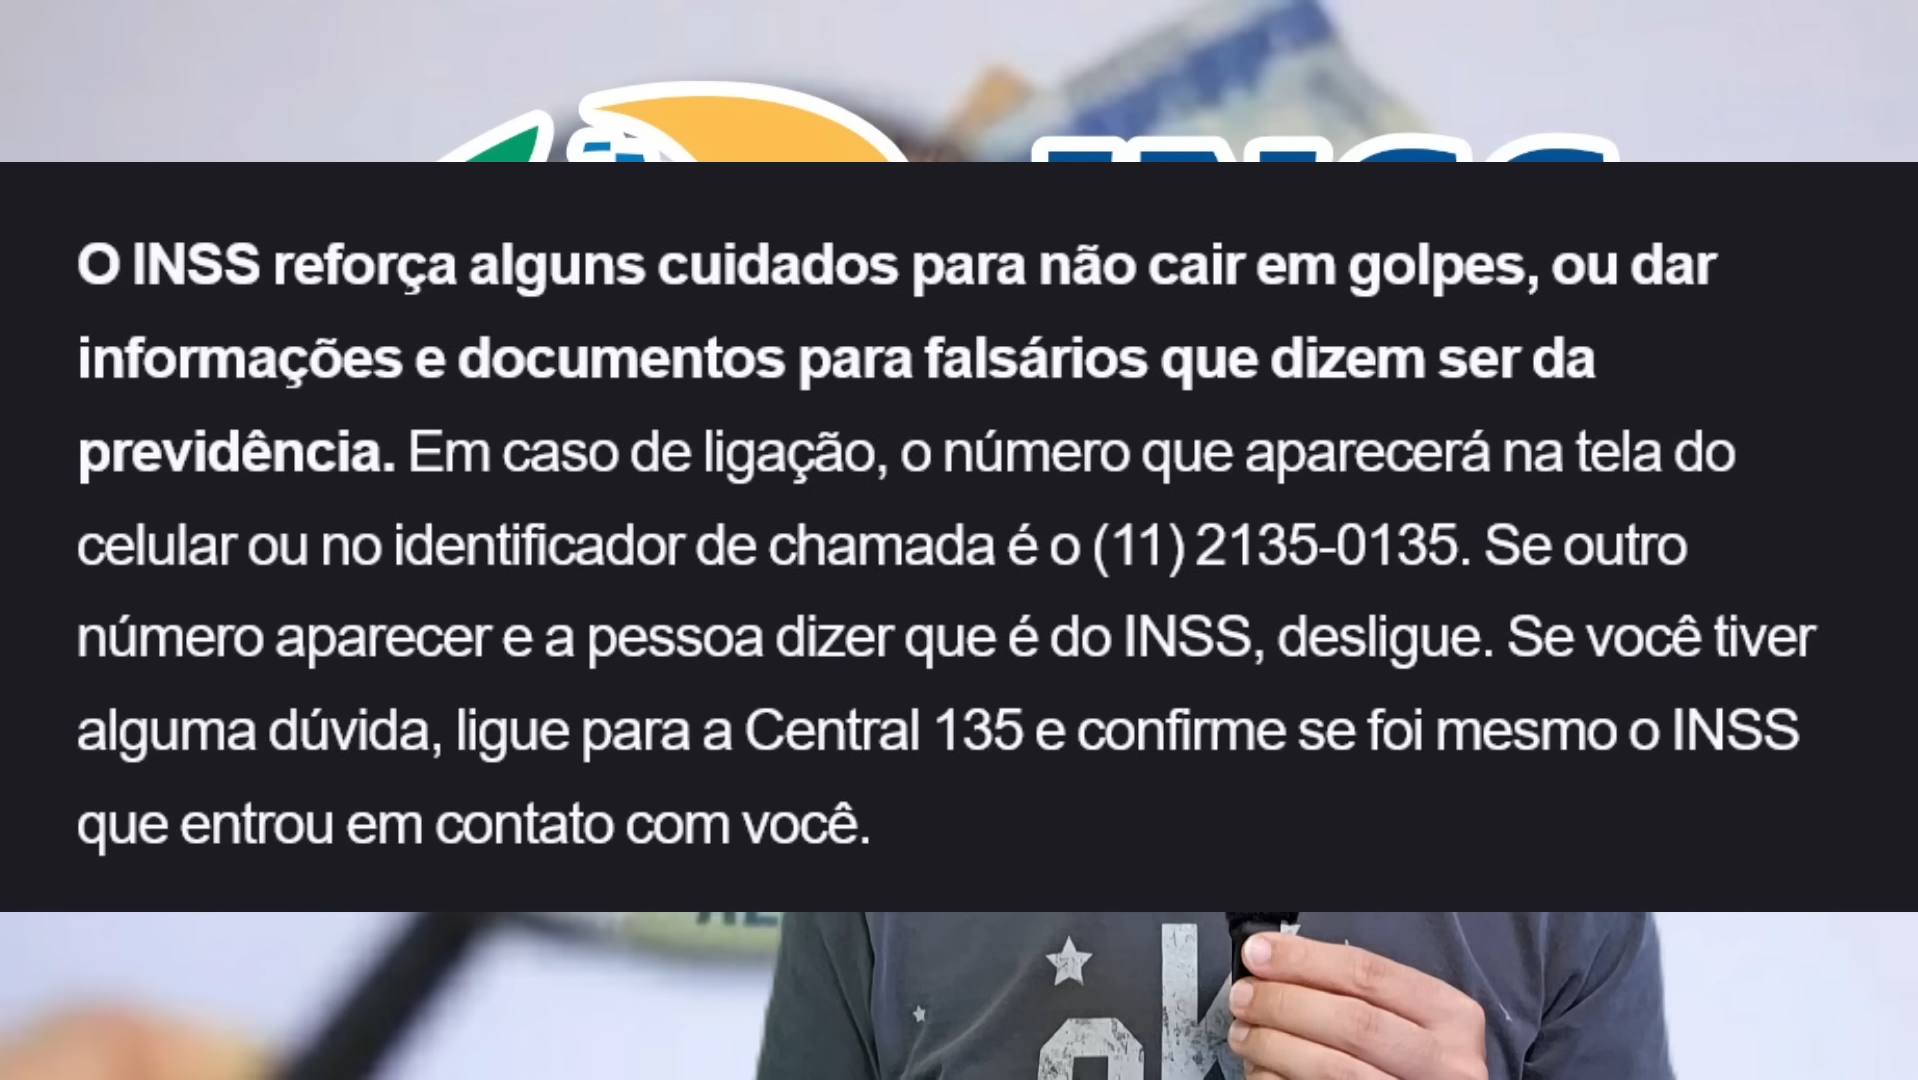 O INSS reforça alguns cuidados para não cair em golpes, ou dar
informações e documentos para falsários que dizem ser da
previdência. Em caso de ligação, o número que aparecerá na tela do
celular ou no identificador de chamada é o (11) 2135-0135. Se outro
número aparecer e a pessoa dizer que é do INSS, desligue. Se você tiver
alguma dúvida, ligue para a Central 135 e confirme se foi mesmo o INSS
que entrou em contato com você.